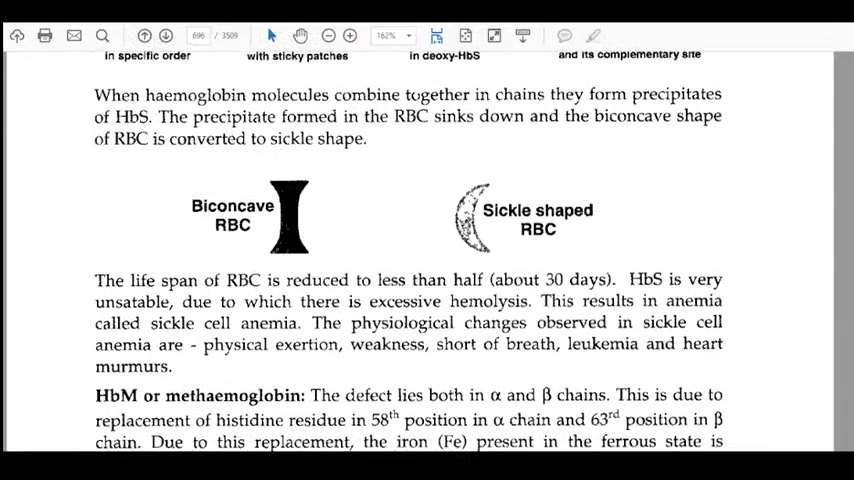 696 / 3509
162%
in specific order with sticky patches in deoxy-HbS and its complementary site
When haemoglobin molecules combine together in chains they form precipitates
of HbS. The precipitate formed in the RBC sinks down and the biconcave shape
of RBC is converted to sickle shape.
Biconcave
RBC
Sickle shaped
RBC
The life span of RBC is reduced to less than half (about 30 days). HbS is very
unsatable, due to which there is excessive hemolysis. This results in anemia
called sickle cell anemia. The physiological changes observed in sickle cell
anemia are - physical exertion, weakness, short of breath, leukemia and heart
murmurs.
HbM or methaemoglobin: The defect lies both in α and β chains. This is due to
replacement of histidine residue in 58th position in α chain and 63rd position in β
chain. Due to this replacement, the iron (Fe) present in the ferrous state is